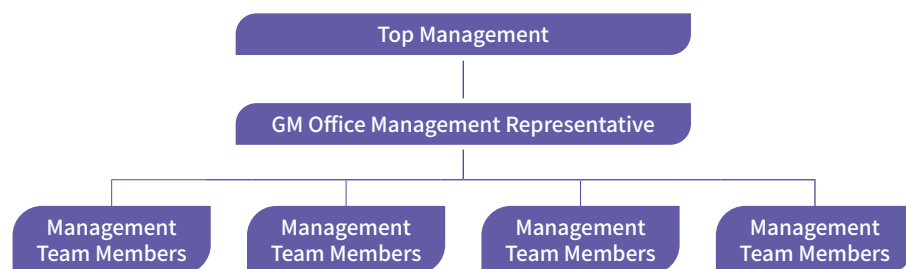 Top Management
GM Office Management Representative
Management
Team Members
Management
Team Members
Management
Team Members
Management
Team Members